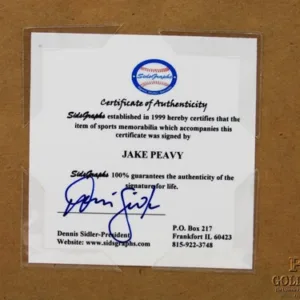 SidsGraphs
Certificate of Authenticity
SidsGraphs established in 1999 hereby certifies that the
item of sports memorabilia which accompanies this
certificate was signed by
JAKE PEAVY
SidsGraphs 100% guarantees the authenticity of the
signature for life.
Dennis Sidler-President
Website: www.sidsgraphs.com
P.O. Box 217
Frankfort IL 60423
815-922-3748